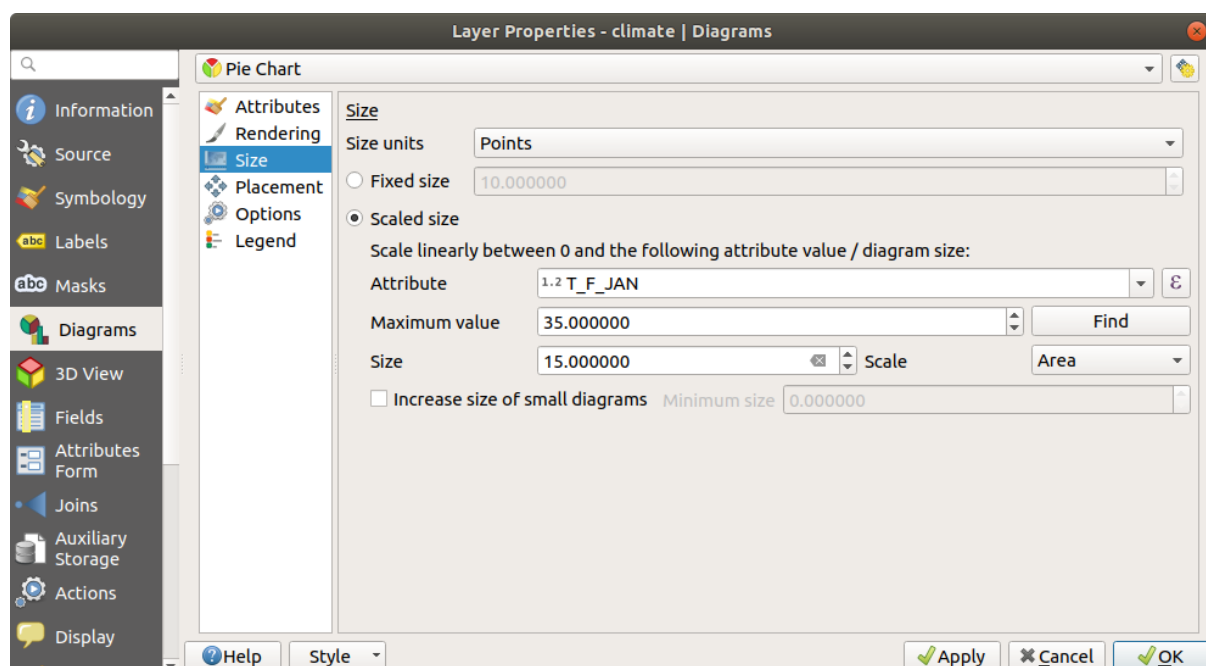 Layer Properties - climate | Diagrams
Pie Chart
Information
Source
Symbology
abc Labels
abc Masks
Diagrams
3D View
Fields
Attributes
Form
Joins
Auxiliary
Storage
Actions
Display
Attributes
Rendering
Size
Placement
Options
Legend
Size
Size units Points
Fixed size 10.000000
Scaled size
Scale linearly between 0 and the following attribute value / diagram size:
Attribute 1.2 T_F_JAN ε
Maximum value 35.000000 Find
Size 15.000000 Scale Area
Increase size of small diagrams Minimum size 0.000000
Help Style Apply Cancel OK